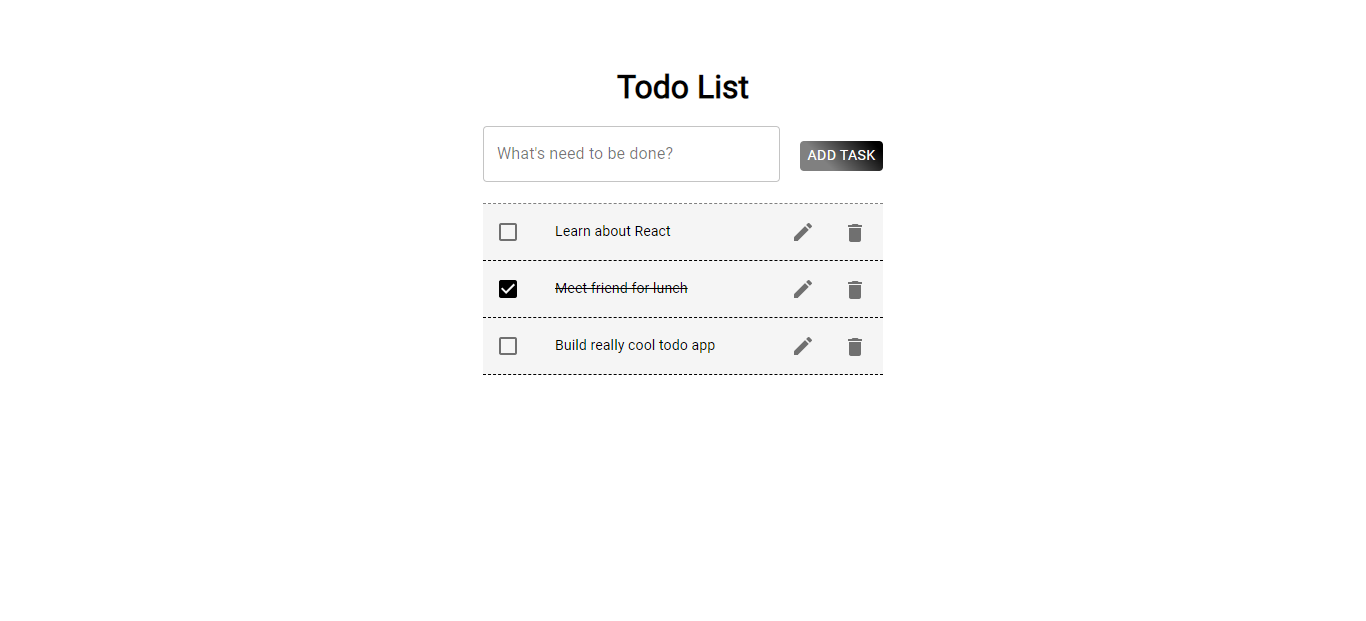 Todo List
What's need to be done?
ADD TASK
Learn about React
Meet friend for lunch
Build really cool todo app